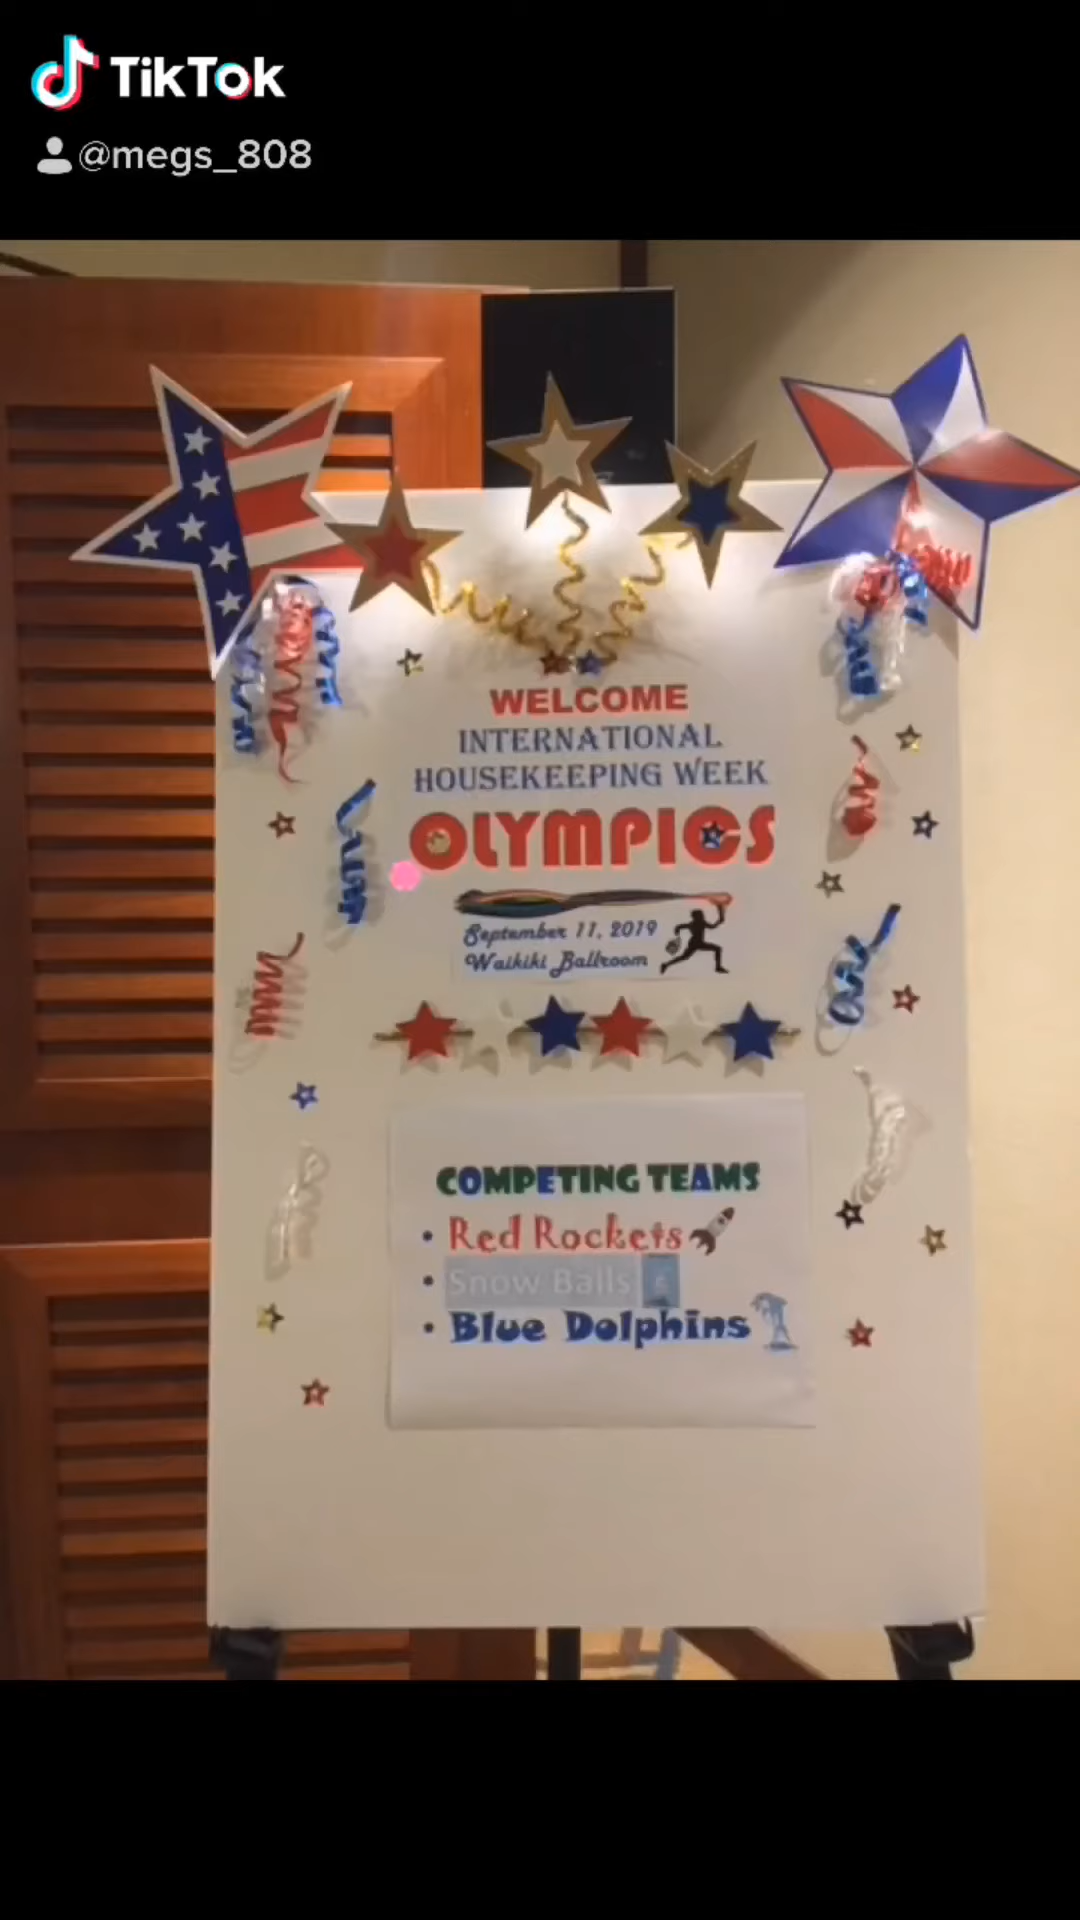 TikTok
@megs_808
WELCOME
INTERNATIONAL
HOUSEKEEPING WEEK
OLYMPICS
September 11, 2019
Waikiki Ballroom
COMPETING TEAMS
• Red Rockets
• Snow Balls
• Blue Dolphins